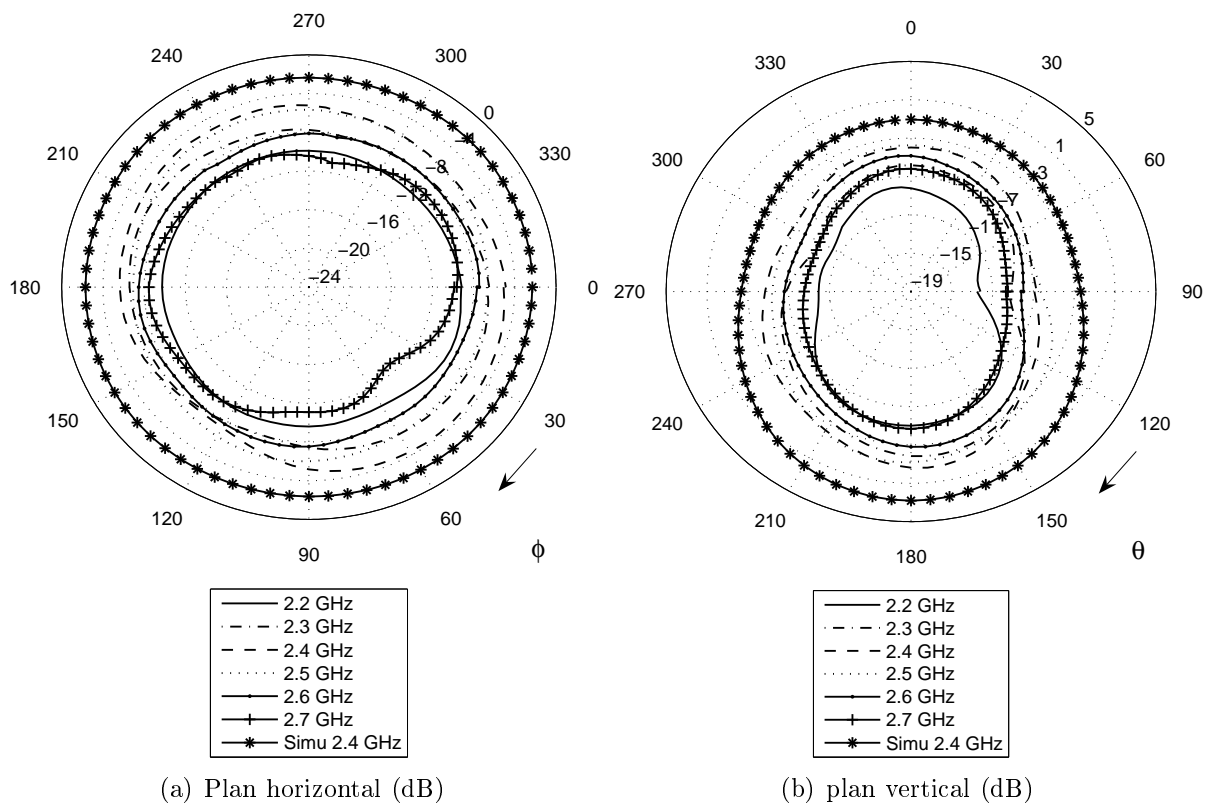 270
240
300
0
−4
210
330
−8
−12
−16
−20
−24
180
0
150
30
120
60
90
ϕ
2.2 GHz
2.3 GHz
2.4 GHz
2.5 GHz
2.6 GHz
2.7 GHz
Simu 2.4 GHz
(a) Plan horizontal (dB)
0
330
30
5
1
300
60
−3
−7
−11
−15
−19
270
90
240
120
210
150
180
θ
2.2 GHz
2.3 GHz
2.4 GHz
2.5 GHz
2.6 GHz
2.7 GHz
Simu 2.4 GHz
(b) plan vertical (dB)